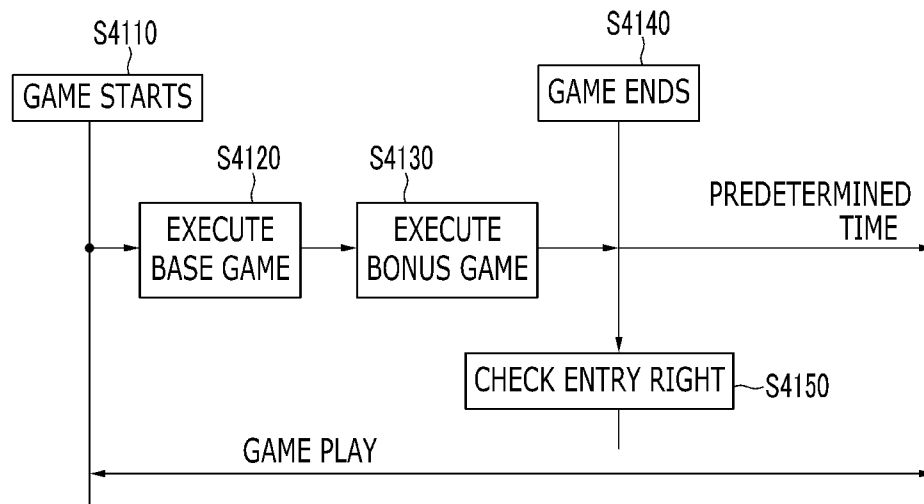 S4110
GAME STARTS
S4140
GAME ENDS
S4120
EXECUTE
BASE GAME
S4130
EXECUTE
BONUS GAME
PREDETERMINED
TIME
CHECK ENTRY RIGHT
S4150
GAME PLAY